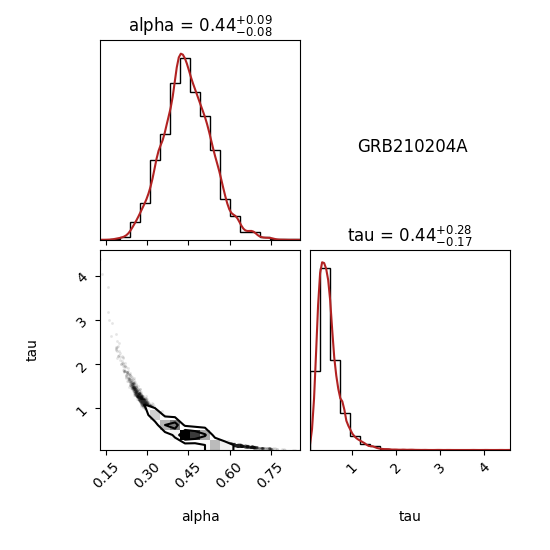 alpha = 0.44+0.09−0.08
GRB210204A
tau = 0.44+0.28−0.17
4
3
2
1
tau
0.15 0.30 0.45 0.60 0.75
1 2 3 4
alpha
tau